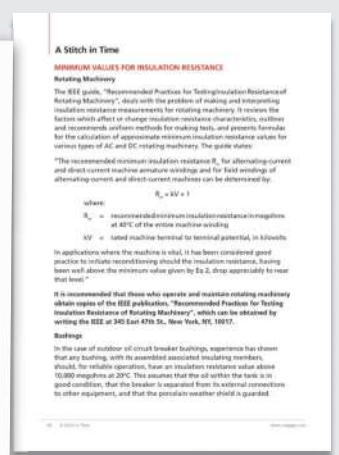 A Stitch in Time
MINIMUM VALUES FOR INSULATION RESISTANCE
Rotating Machinery
The IEEE guide, "Recommended Practices for Testing Insulation Resistance of
Rotating Machinery", deals with the problem of making and interpreting
insulation resistance measurements for rotating machinery. It reviews the
factors which affect or change insulation resistance characteristics, outlines
and recommends uniform methods for making tests, and presents formulas
for the calculation of approximate minimum insulation resistance values for
various types of AC and DC rotating machinery. The guide states:
"The recommended minimum insulation resistance Rm for alternating-current
and direct-current machine armature windings and for field windings of
alternating-current and direct-current machines can be determined by:
Rm = kV + 1
where:
Rm = recommended minimum insulation resistance in megohms
at 40°C of the entire machine winding
kV = rated machine terminal to terminal potential, in kilovolts
In applications where the machine is vital, it has been considered good
practice to initiate reconditioning should the insulation resistance, having
been well above the minimum value given by Eq 2, drop appreciably to near
that level."
It is recommended that those who operate and maintain rotating machinery
obtain copies of the IEEE publication, "Recommended Practices for Testing
Insulation Resistance of Rotating Machinery", which can be obtained by
writing the IEEE at 345 East 47th St., New York, NY, 10017.
Bushings
In the case of outdoor oil circuit breaker bushings, experience has shown
that any bushing, with its assembled associated insulating members,
should, for reliable operation, have an insulation resistance value above
10,000 megohms at 20°C. This assumes that the oil within the tank is in
good condition, that the breaker is separated from its external connections
to other equipment, and that the porcelain weather shield is guarded.
A Stitch in Time